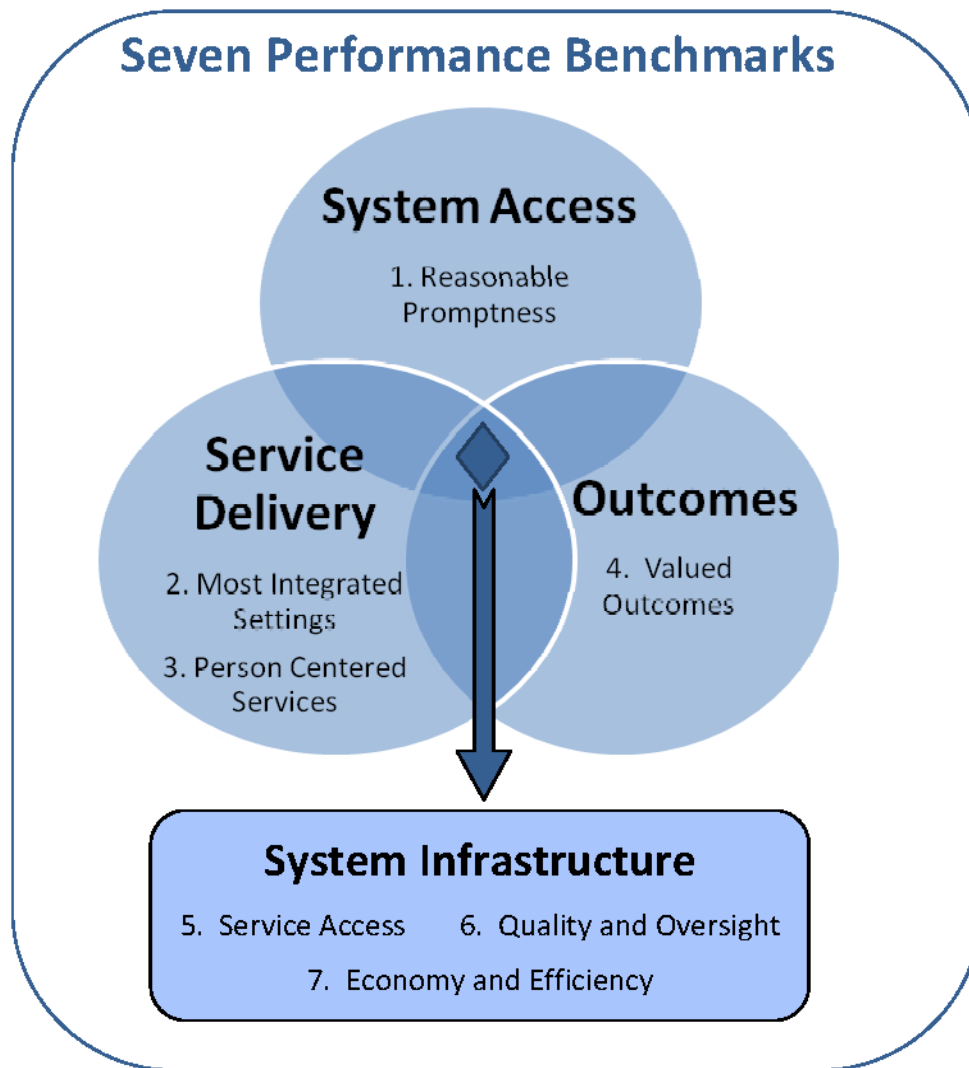 Seven Performance Benchmarks
System Access
1. Reasonable
Promptness
Service
Delivery
2. Most Integrated
Settings
3. Person Centered
Services
Outcomes
4. Valued
Outcomes
System Infrastructure
5. Service Access 6. Quality and Oversight
7. Economy and Efficiency